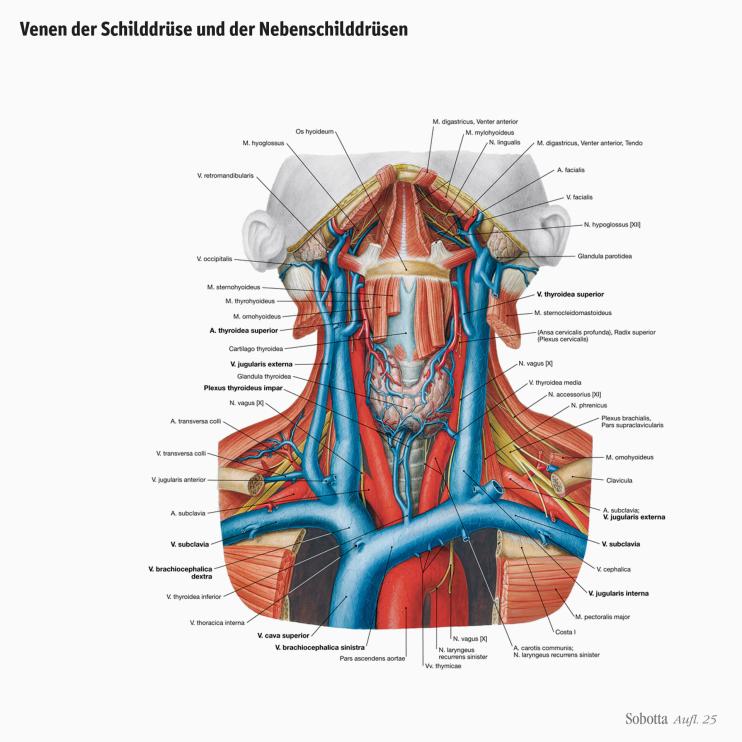 Venen der Schilddrüse und der Nebenschilddrüsen
M. digastricus, Venter anterior
Os hyoideum
M. mylohyoideus
M. hyoglossus
N. lingualis
M. digastricus, Venter anterior, Tendo
V. retromandibularis
A. facialis
V. facialis
N. hypoglossus [XII]
V. occipitalis
Glandula parotidea
M. sternohyoideus
V. thyroidea superior
M. thyrohyoideus
M. omohyoideus
M. sternocleidomastoideus
A. thyroidea superior
(Ansa cervicalis profunda), Radix superior
(Plexus cervicalis)
Cartilago thyroidea
V. jugularis externa
N. vagus [X]
Glandula thyroidea
V. thyroidea media
Plexus thyroideus impar
N. accessorius [XI]
N. vagus [X]
N. phrenicus
A. transversa colli
Plexus brachialis,
Pars supraclavicularis
V. transversa colli
M. omohyoideus
V. jugularis anterior
Clavicula
A. subclavia
A. subclavia;
V. jugularis externa
V. subclavia
V. subclavia
V. brachiocephalica
dextra
V. cephalica
V. thyroidea inferior
V. jugularis interna
V. thoracica interna
M. pectoralis major
V. cava superior
Costa I
V. brachiocephalica sinistra
N. vagus [X]
Pars ascendens aortae
N. laryngeus
recurrens sinister
A. carotis communis;
N. laryngeus recurrens sinister
Vv. thymicae
Sobotta Aufl. 25